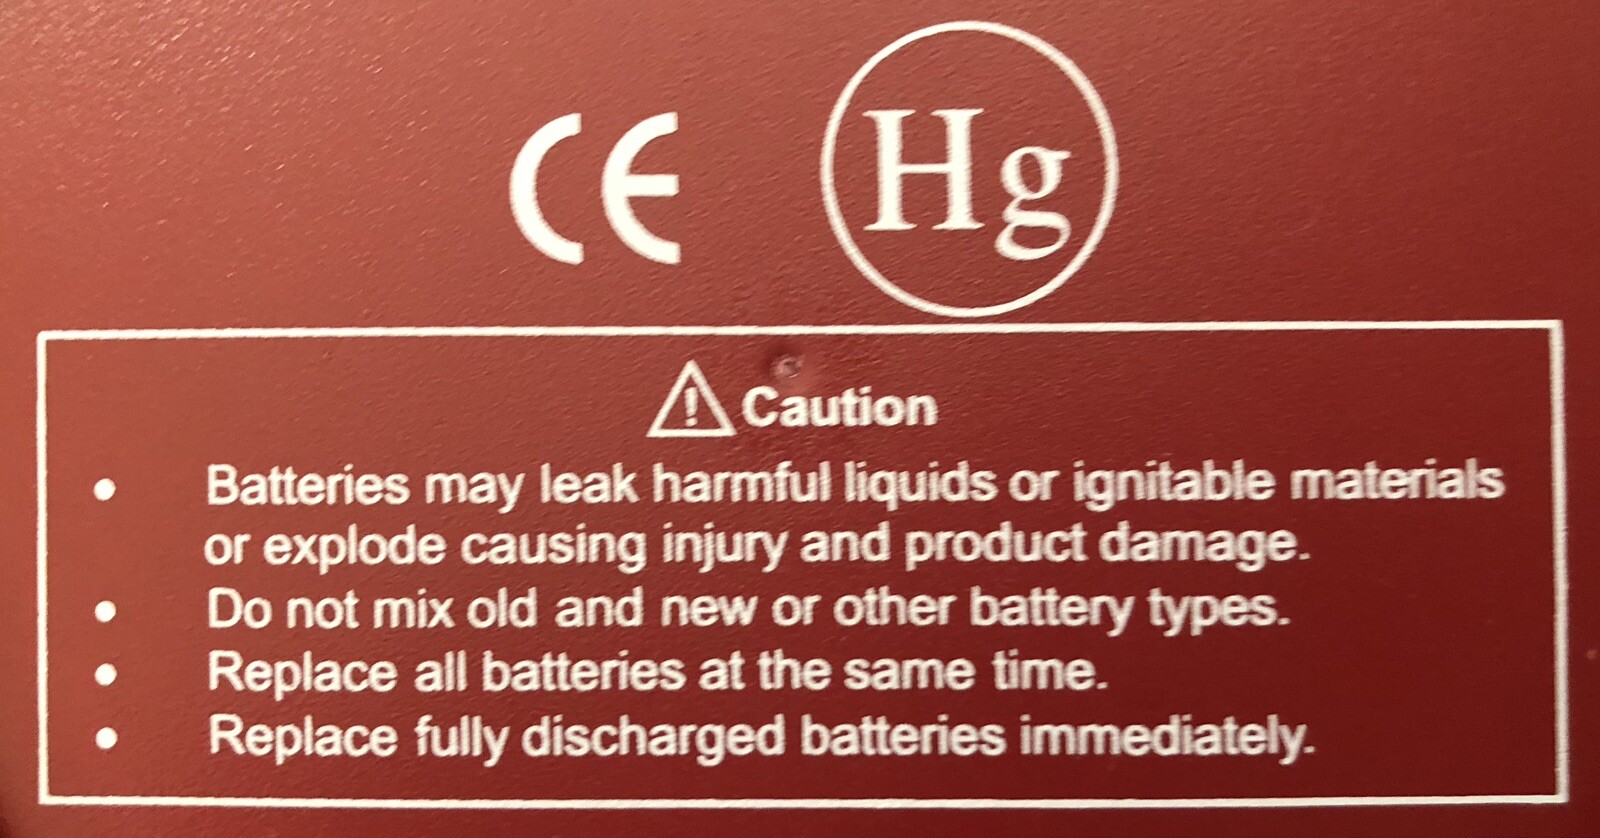 CE Hg
⚠ Caution
• Batteries may leak harmful liquids or ignitable materials
or explode causing injury and product damage.
• Do not mix old and new or other battery types.
• Replace all batteries at the same time.
• Replace fully discharged batteries immediately.